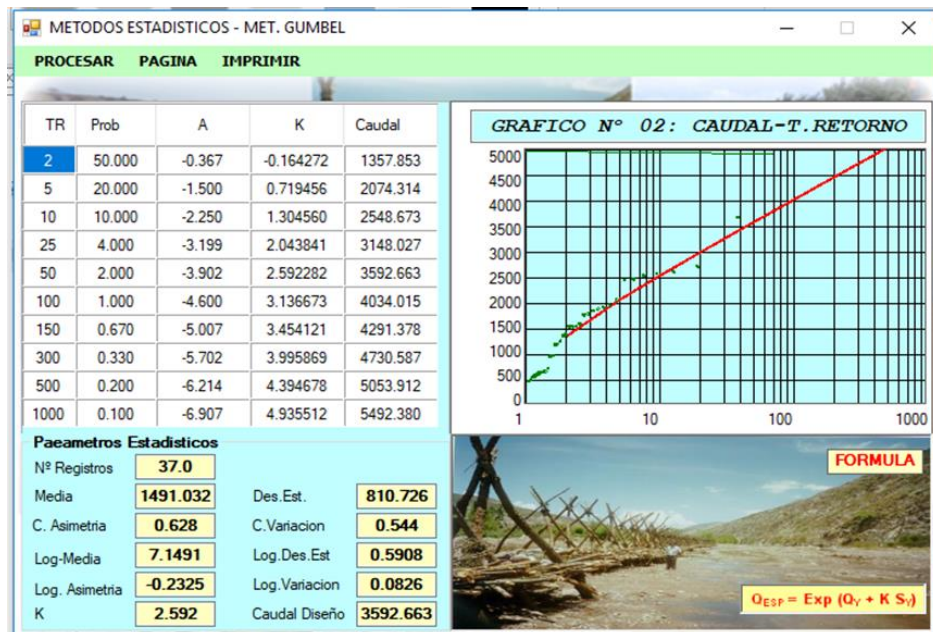 METODOS ESTADISTICOS - MET. GUMBEL
PROCESAR PAGINA IMPRIMIR
TR Prob A K Caudal
2 50.000 -0.367 -0.164272 1357.853
5 20.000 -1.500 0.719456 2074.314
10 10.000 -2.250 1.304560 2548.673
25 4.000 -3.199 2.043841 3148.027
50 2.000 -3.902 2.592282 3592.663
100 1.000 -4.600 3.136673 4034.015
150 0.670 -5.007 3.454121 4291.378
300 0.330 -5.702 3.995869 4730.587
500 0.200 -6.214 4.394678 5053.912
1000 0.100 -6.907 4.935512 5492.380
GRAFICO Nº 02: CAUDAL-T.RETORNO
5000
4500
4000
3500
3000
2500
2000
1500
1000
500
0
1 10 100 1000
Paeametros Estadisticos
Nº Registros 37.0
Media 1491.032 Des.Est. 810.726
C. Asimetria 0.628 C.Variacion 0.544
Log-Media 7.1491 Log.Des.Est 0.5908
Log. Asimetria -0.2325 Log.Variacion 0.0826
K 2.592 Caudal Diseño 3592.663
FORMULA
QESP = Exp (QY + K SY)